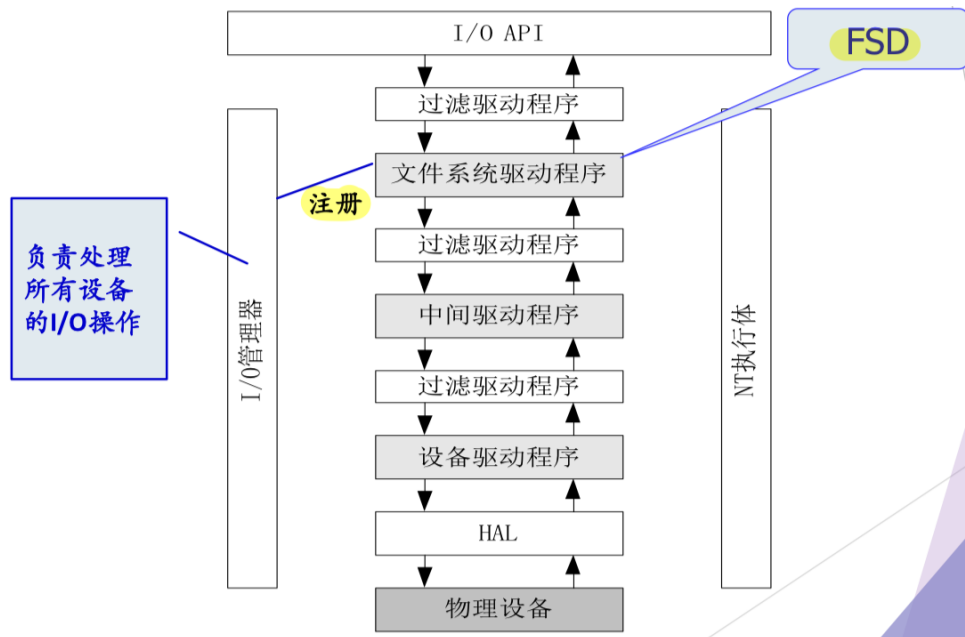 I/O API
FSD
过滤驱动程序
文件系统驱动程序
注册
过滤驱动程序
负责处理
所有设备
的I/O操作
I/O管理器
中间驱动程序
NT执行体
过滤驱动程序
设备驱动程序
HAL
物理设备